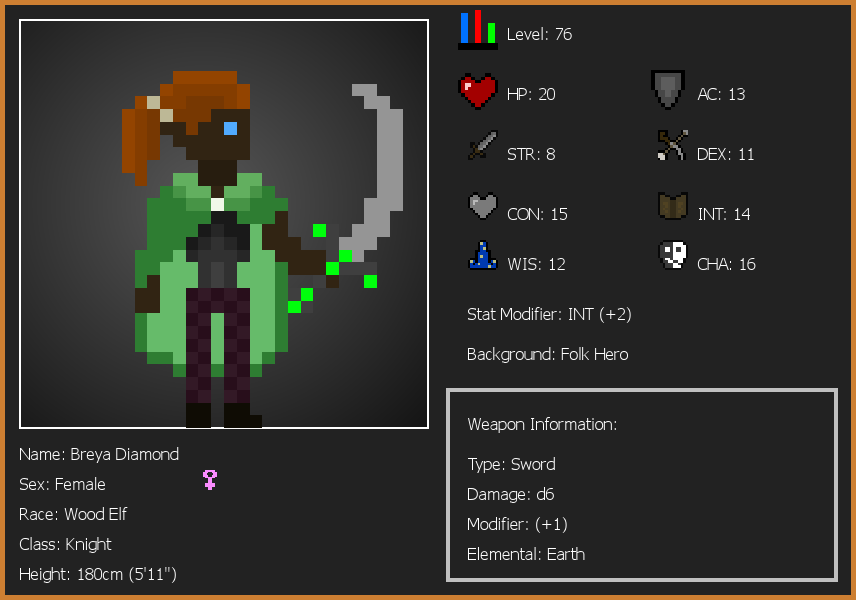 Level: 76
HP: 20
AC: 13
STR: 8
DEX: 11
CON: 15
INT: 14
WIS: 12
CHA: 16
Stat Modifier: INT (+2)
Background: Folk Hero
Weapon Information:
Type: Sword
Damage: d6
Modifier: (+1)
Elemental: Earth
Name: Breya Diamond
Sex: Female
Race: Wood Elf
Class: Knight
Height: 180cm (5'11")